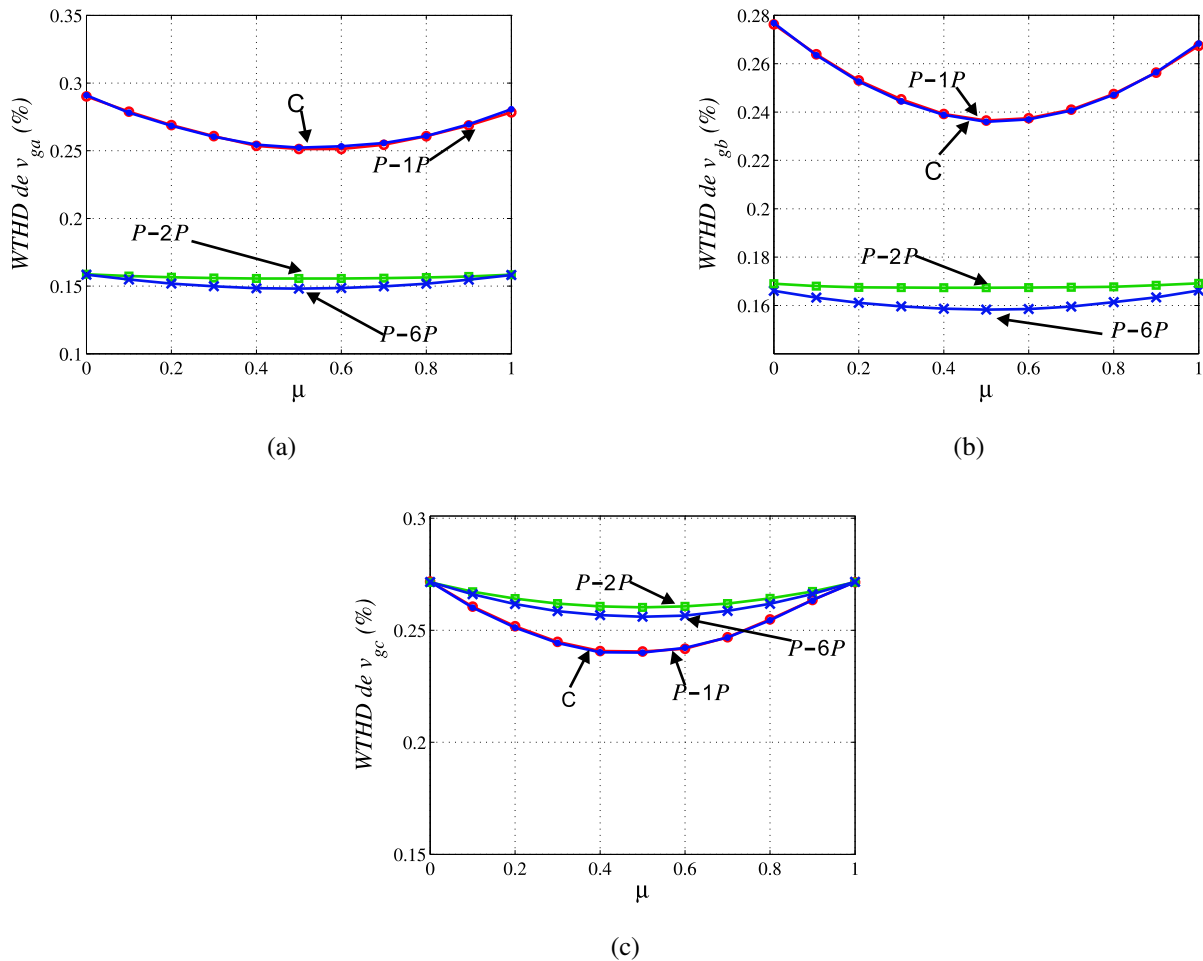 0.35
0.3
0.25
0.2
0.15
0.1
WTHD de v ga (%)
C
P−1P
P−2P
P−6P
0 0.2 0.4 0.6 0.8 1
μ
(a)
0.28
0.26
0.24
0.22
0.2
0.18
0.16
WTHD de v gb (%)
P−1P
C
P−2P
P−6P
0 0.2 0.4 0.6 0.8 1
μ
(b)
0.3
0.25
0.2
0.15
WTHD de v gc (%)
P−2P
P−6P
C
P−1P
0 0.2 0.4 0.6 0.8 1
μ
(c)